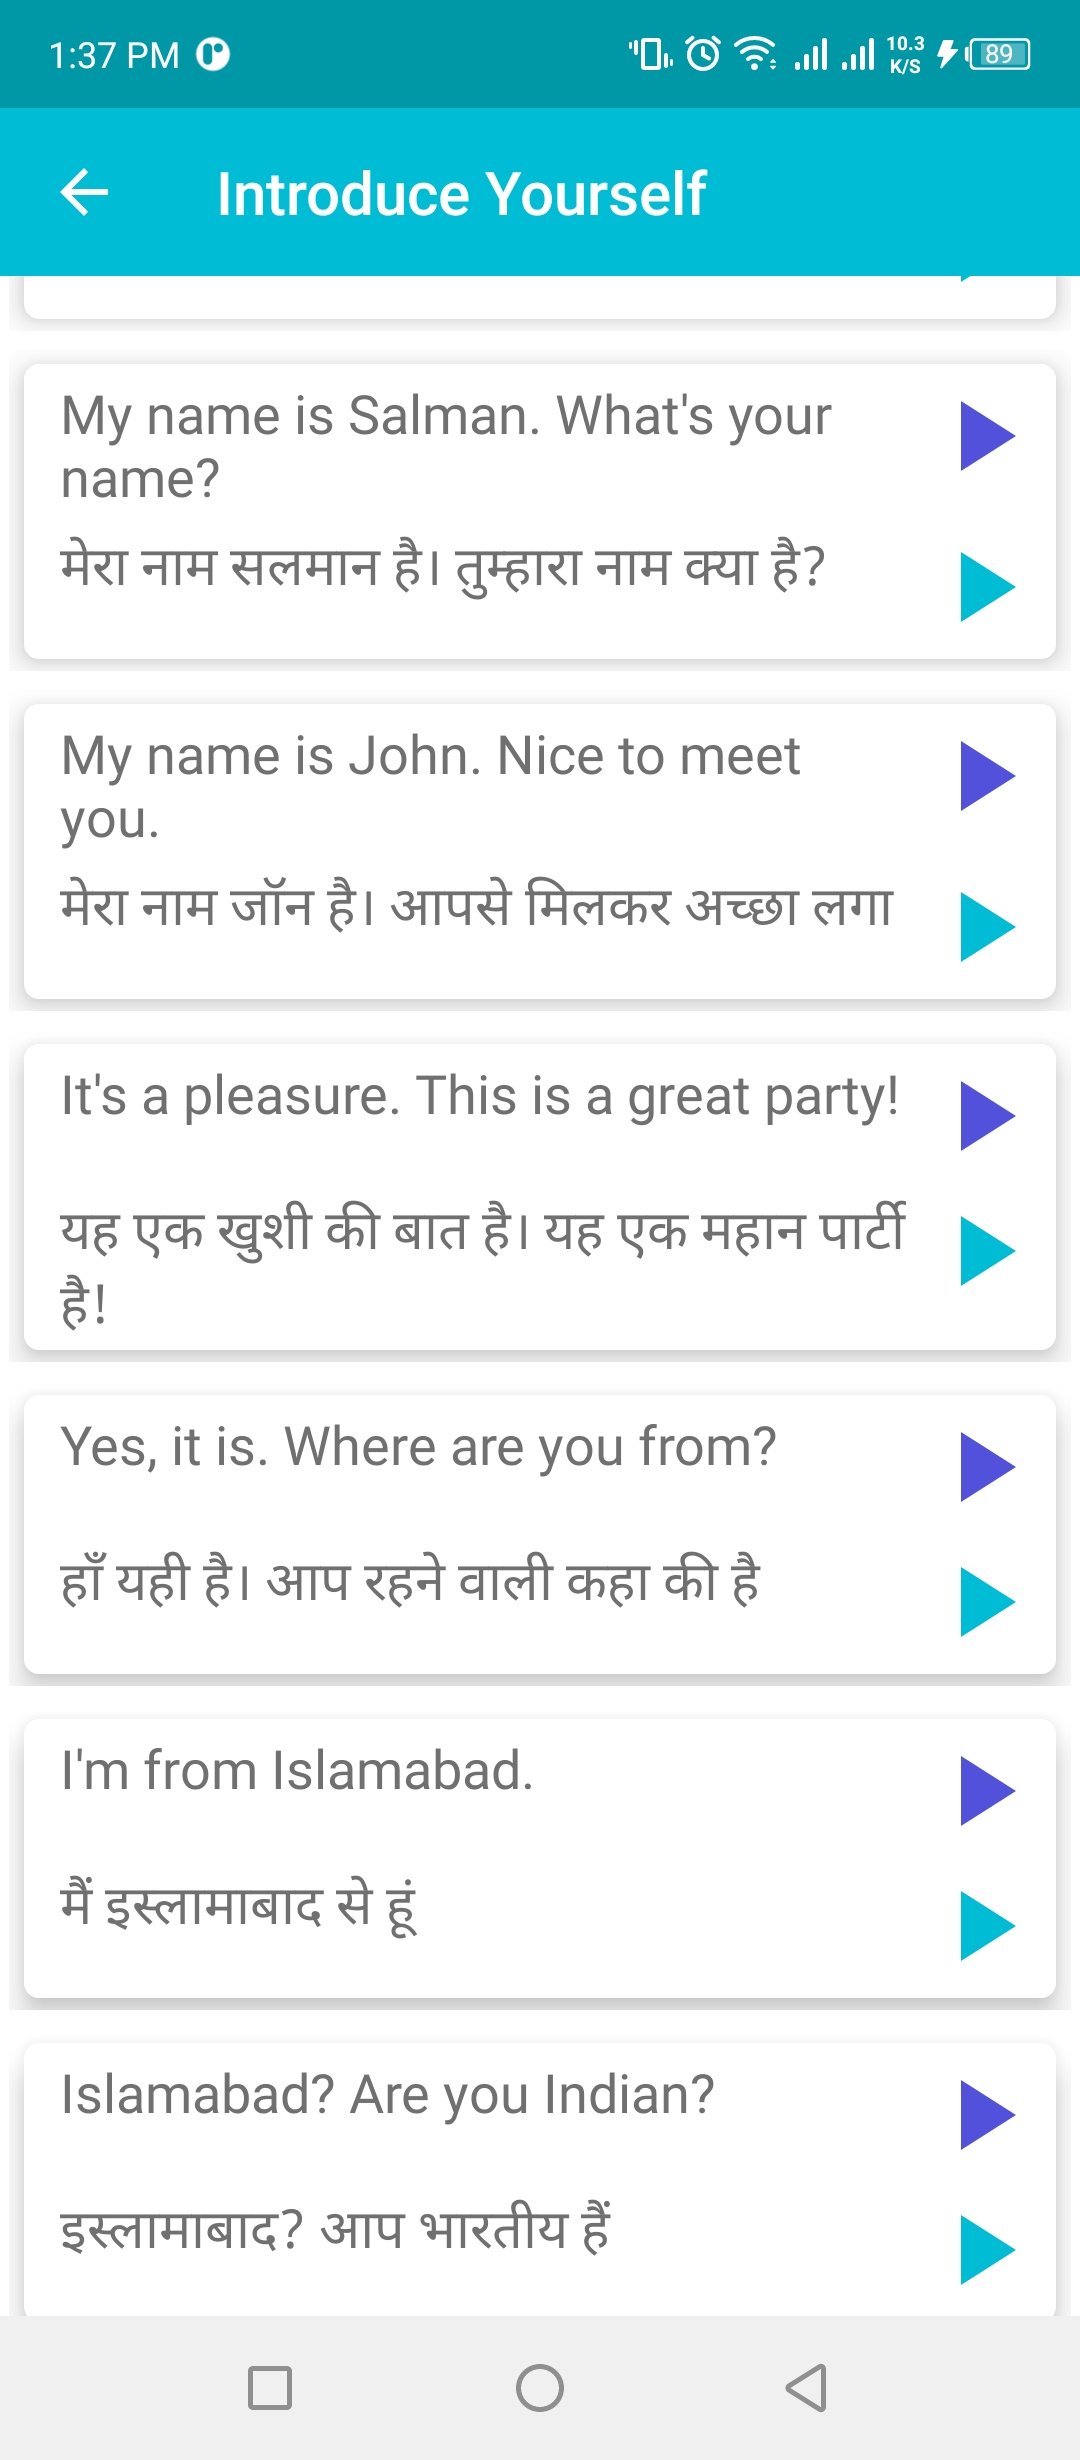 1:37 PM
10.3
K/S
89
Introduce Yourself
My name is Salman. What's your
name?
मेरा नाम सलमान है। तुम्हारा नाम क्या है?
My name is John. Nice to meet
you.
मेरा नाम जॉन है। आपसे मिलकर अच्छा लगा
It's a pleasure. This is a great party!
यह एक खुशी की बात है। यह एक महान पार्टी
है!
Yes, it is. Where are you from?
हाँ यही है। आप रहने वाली कहा की है
I'm from Islamabad.
मैं इस्लामाबाद से हूं
Islamabad? Are you Indian?
इस्लामाबाद? आप भारतीय हैं